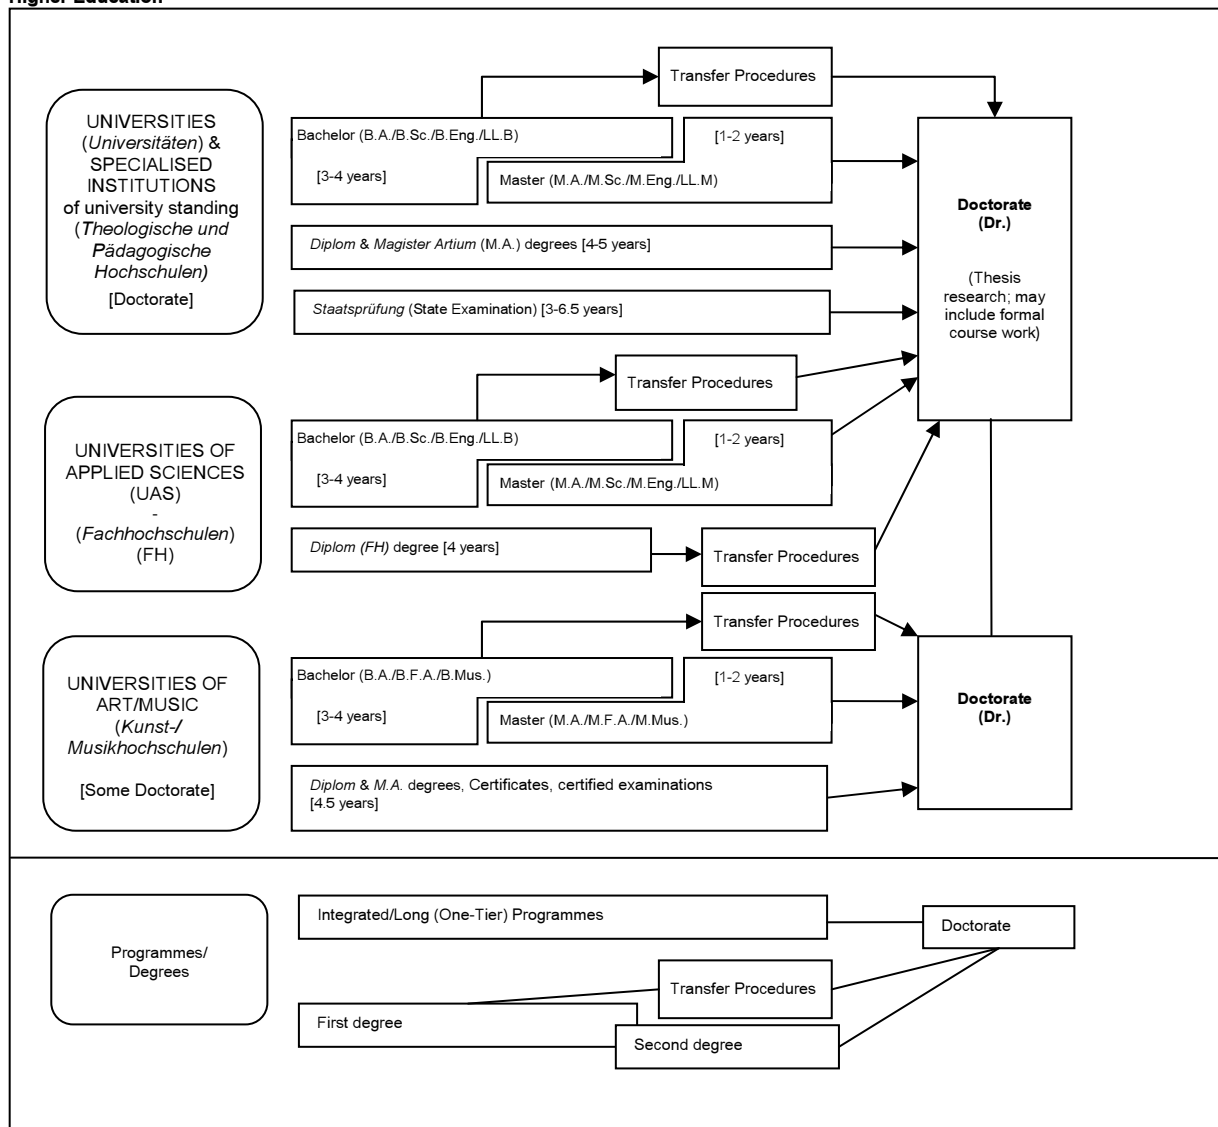 Higher Education
Transfer Procedures
UNIVERSITIES
(Universitäten) &
SPECIALISED
INSTITUTIONS
of university standing
(Theologische und
Pädagogische
Hochschulen)
[Doctorate]
Bachelor (B.A./B.Sc./B.Eng./LL.B)
[3-4 years]
[1-2 years]
Master (M.A./M.Sc./M.Eng./LL.M)
Diplom & Magister Artium (M.A.) degrees [4-5 years]
Staatsprüfung (State Examination) [3-6.5 years]
Doctorate
(Dr.)
(Thesis
research; may
include formal
course work)
Transfer Procedures
UNIVERSITIES OF
APPLIED SCIENCES
(UAS)
-
(Fachhochschulen)
(FH)
Bachelor (B.A./B.Sc./B.Eng./LL.B)
[3-4 years]
[1-2 years]
Master (M.A./M.Sc./M.Eng./LL.M)
Diplom (FH) degree [4 years]
Transfer Procedures
Transfer Procedures
UNIVERSITIES OF
ART/MUSIC
(Kunst-/
Musikhochschulen)
[Some Doctorate]
Bachelor (B.A./B.F.A./B.Mus.)
[3-4 years]
[1-2 years]
Master (M.A./M.F.A./M.Mus.)
Diplom & M.A. degrees, Certificates, certified examinations
[4.5 years]
Doctorate
(Dr.)
Programmes/
Degrees
Integrated/Long (One-Tier) Programmes
Doctorate
Transfer Procedures
First degree
Second degree